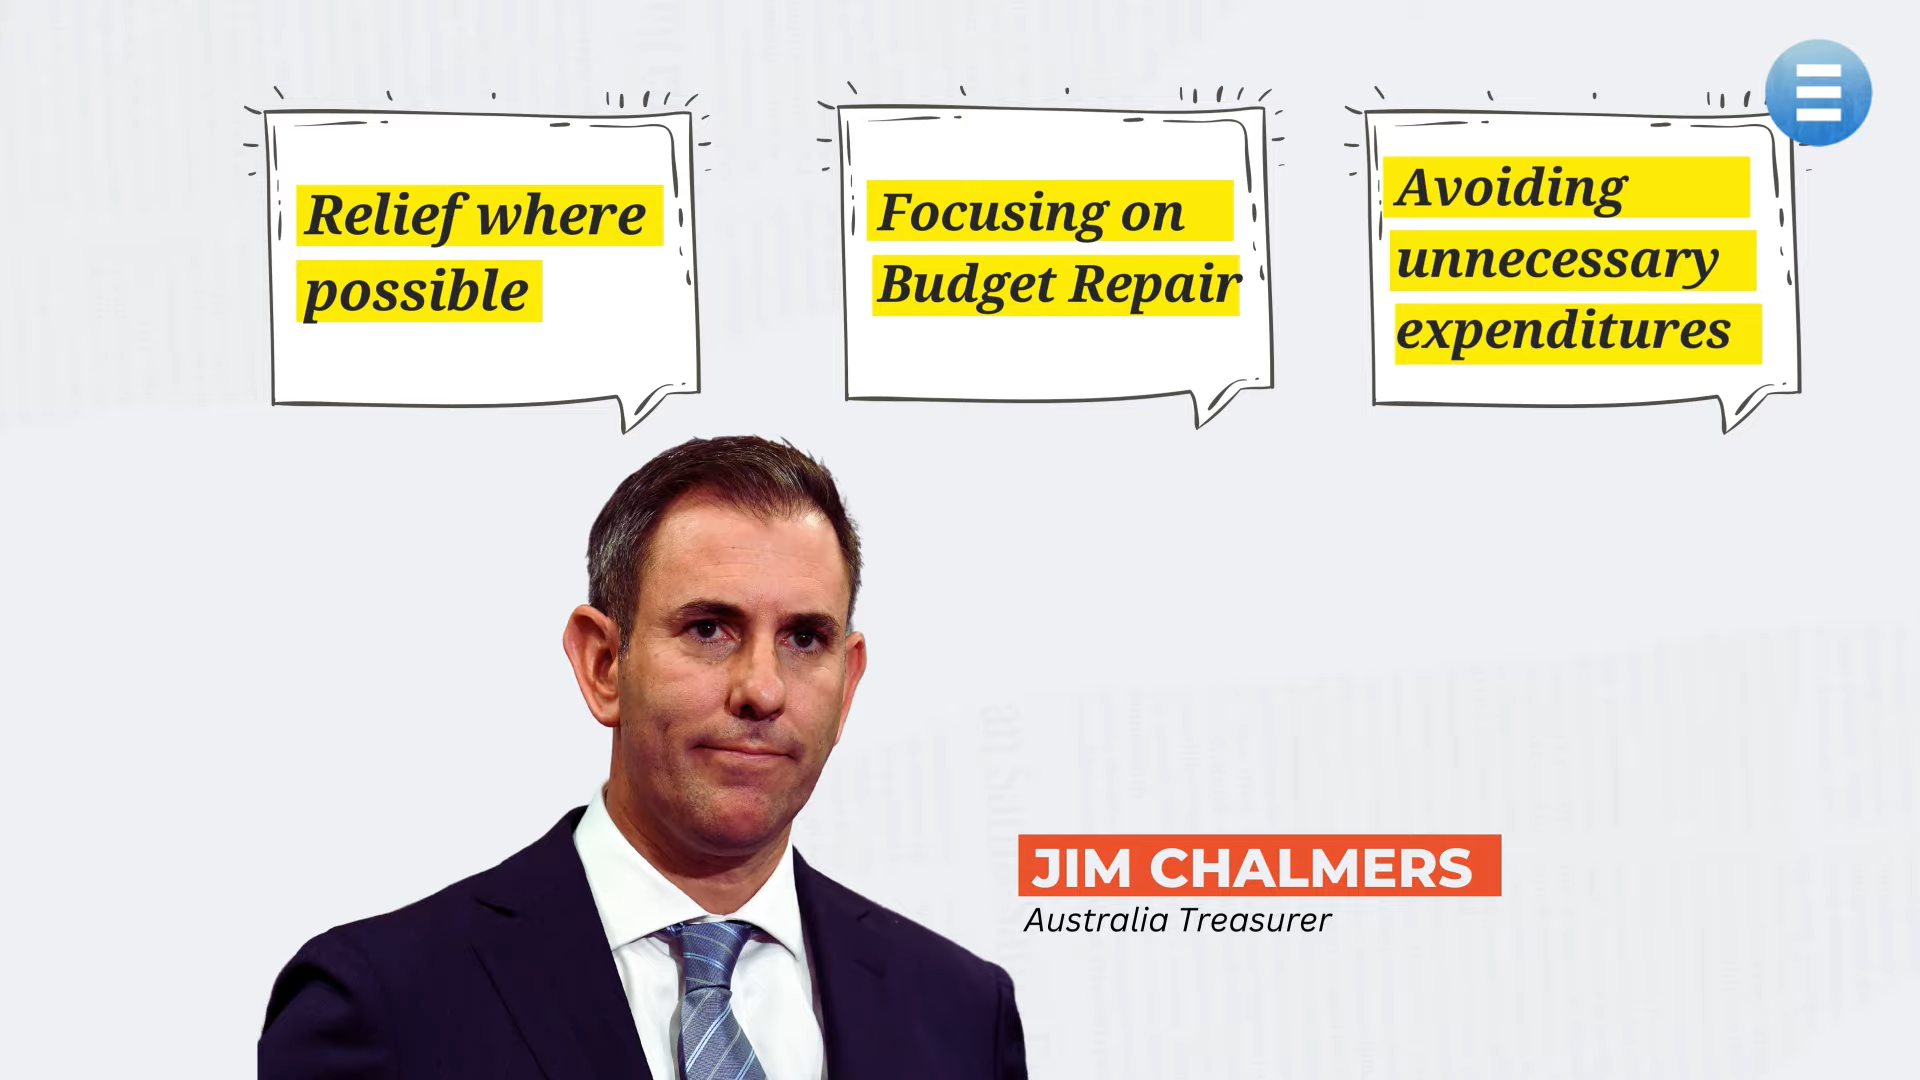 Relief where
possible
Focusing on
Budget Repair
Avoiding
unnecessary
expenditures
JIM CHALMERS
Australia Treasurer